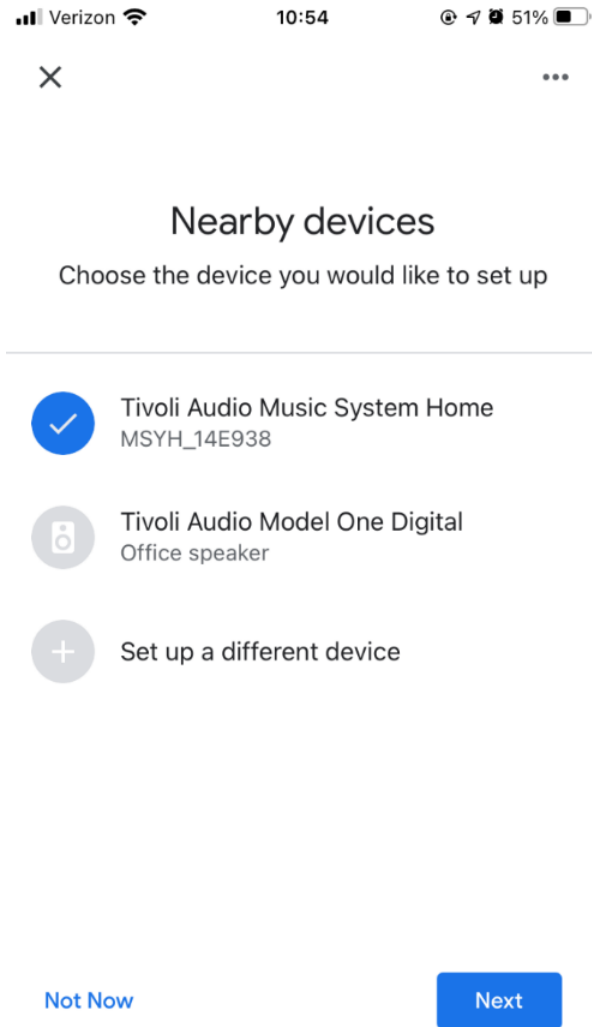 Verizon 10:54 51%
Nearby devices
Choose the device you would like to set up
Tivoli Audio Music System Home
MSYH_14E938
Tivoli Audio Model One Digital
Office speaker
Set up a different device
Not Now Next